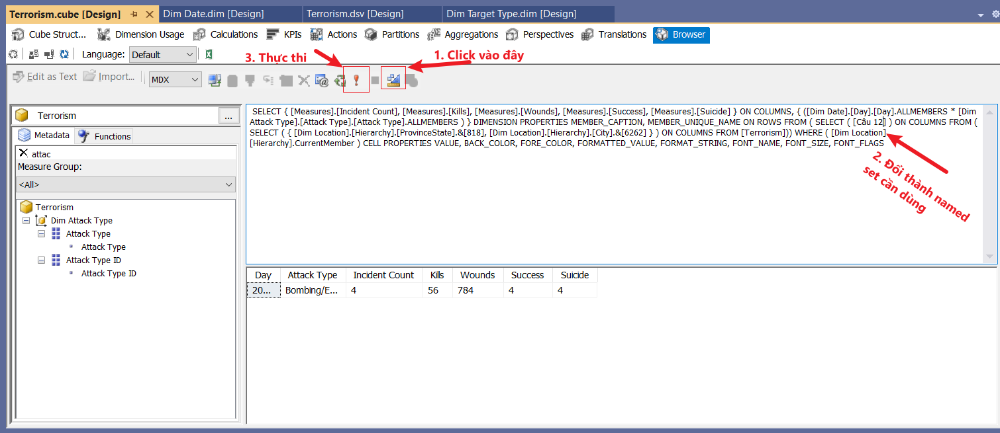 Terrorism.cube [Design]
Dim Date.dim [Design]
Terrorism.dsv [Design]
Dim Target Type.dim [Design]
Cube Struct...
Dimension Usage
Calculations
KPIs
Actions
Partitions
Aggregations
Perspectives
Translations
Browser
Language:
Default
3. Thực thi
1. Click vào đây
Edit as Text
Import...
MDX
Terrorism
...
Metadata
Functions
attac
Measure Group:
<All>
Terrorism
Dim Attack Type
Attack Type
Attack Type
Attack Type ID
Attack Type ID
SELECT { [Measures].[Incident Count], [Measures].[Kills], [Measures].[Wounds], [Measures].[Success], [Measures].[Suicide] } ON COLUMNS, { ([Dim Date].[Day].[Day].ALLMEMBERS * [Dim
Attack Type].[Attack Type].[Attack Type].ALLMEMBERS ) } DIMENSION PROPERTIES MEMBER_CAPTION, MEMBER_UNIQUE_NAME ON ROWS FROM ( SELECT ( [Câu 12] ) ON COLUMNS FROM (
SELECT ( { [Dim Location].[Hierarchy].[ProvinceState].&[818], [Dim Location].[Hierarchy].[City].&[6262] } ) ON COLUMNS FROM [Terrorism])) WHERE ( [Dim Location].
[Hierarchy].CurrentMember ) CELL PROPERTIES VALUE, BACK_COLOR, FORE_COLOR, FORMATTED_VALUE, FORMAT_STRING, FONT_NAME, FONT_SIZE, FONT_FLAGS
2. Đổi thành named
set cần dùng
Day Attack Type Incident Count Kills Wounds Success Suicide
20... Bombing/E... 4 56 784 4 4